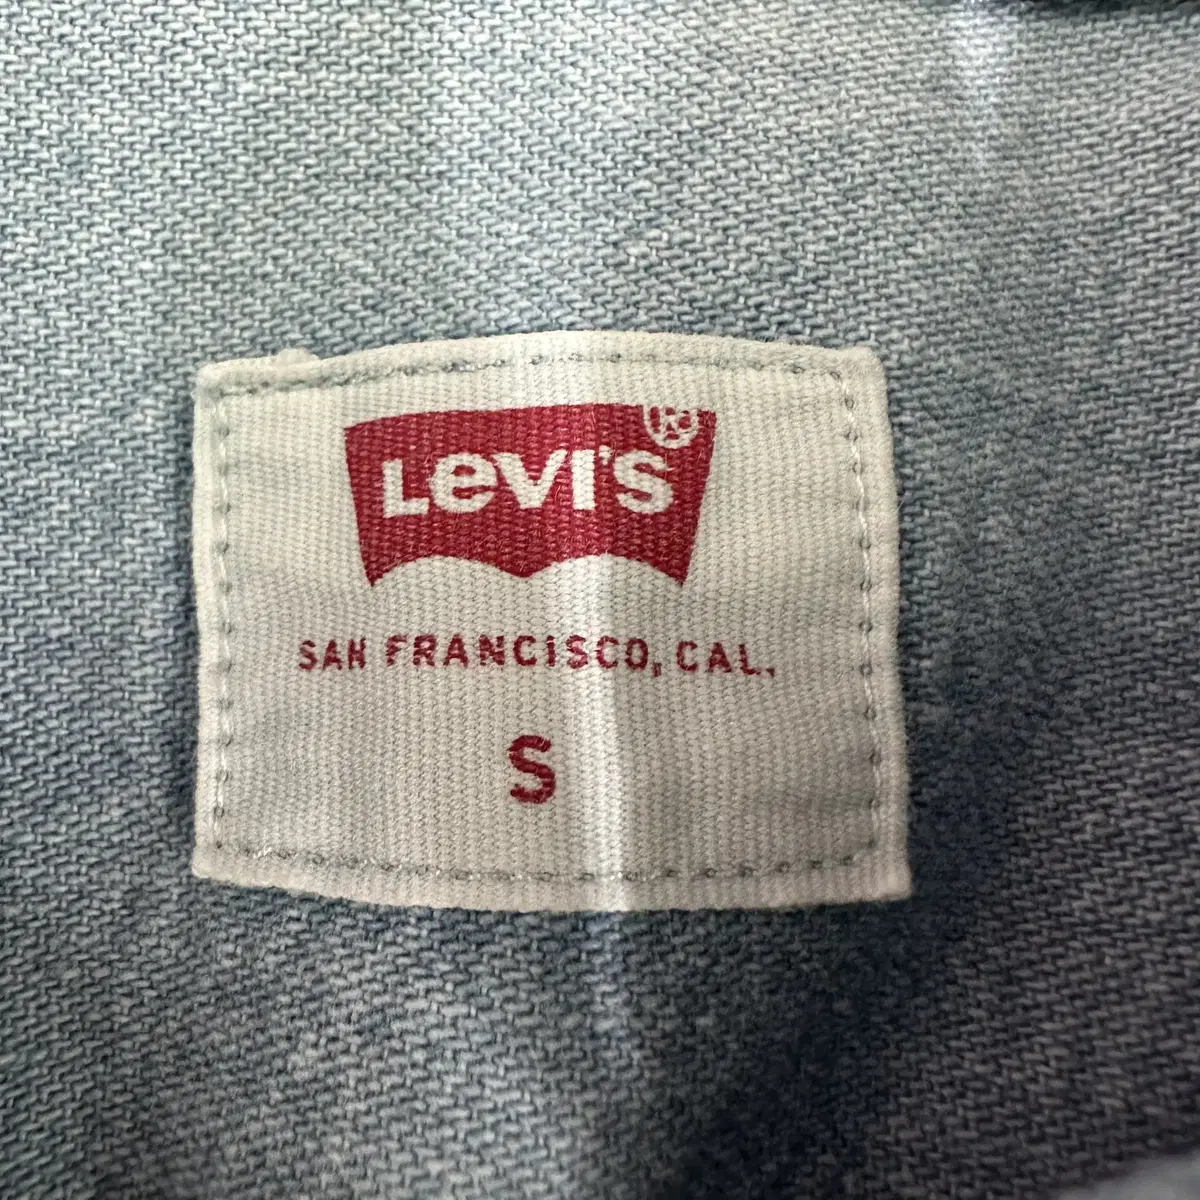 LEVI'S®
SAN FRANCISCO, CAL.
S